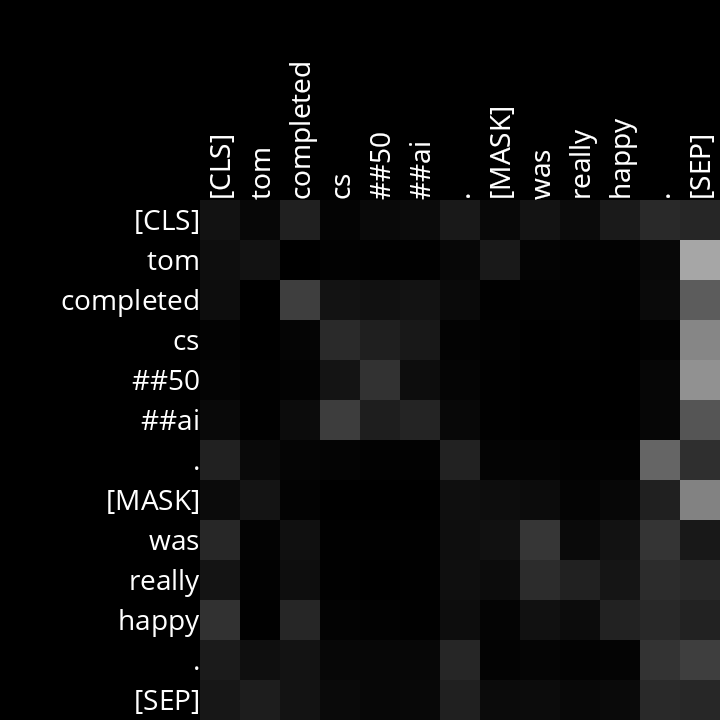 [CLS] tom completed cs ##50 ##ai . [MASK] was really happy . [SEP]
[CLS]
tom
completed
cs
##50
##ai
.
[MASK]
was
really
happy
.
[SEP]